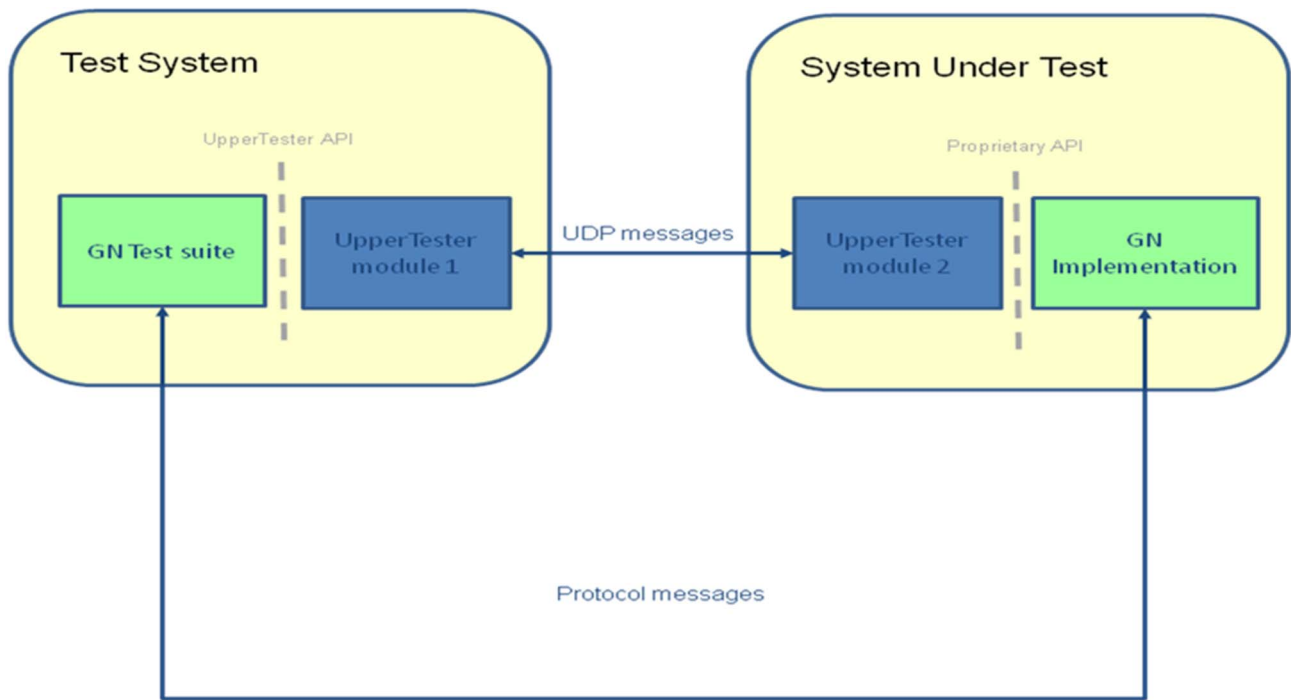 Test System
System Under Test
UpperTester API
Proprietary API
GN Test suite
UpperTester
module 1
UDP messages
UpperTester
module 2
GN
Implementation
Protocol messages